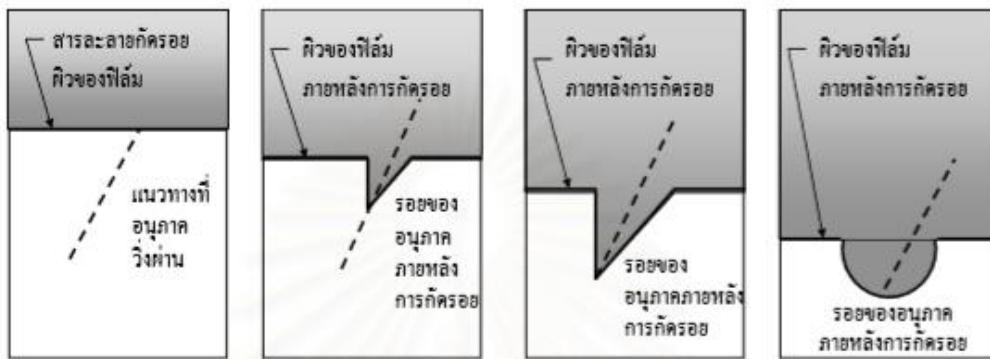 สารละลายกัดรอย
ผิวของฟิล์ม
แนวทางที่
อนุภาค
วิ่งผ่าน
ผิวของฟิล์ม
ภายหลังการกัดรอย
รอยของ
อนุภาค
ภายหลัง
การกัดรอย
ผิวของฟิล์ม
ภายหลังการกัดรอย
รอยของ
อนุภาคภายหลัง
การกัดรอย
ผิวของฟิล์ม
ภายหลังการกัดรอย
รอยของอนุภาค
ภายหลังการกัดรอย